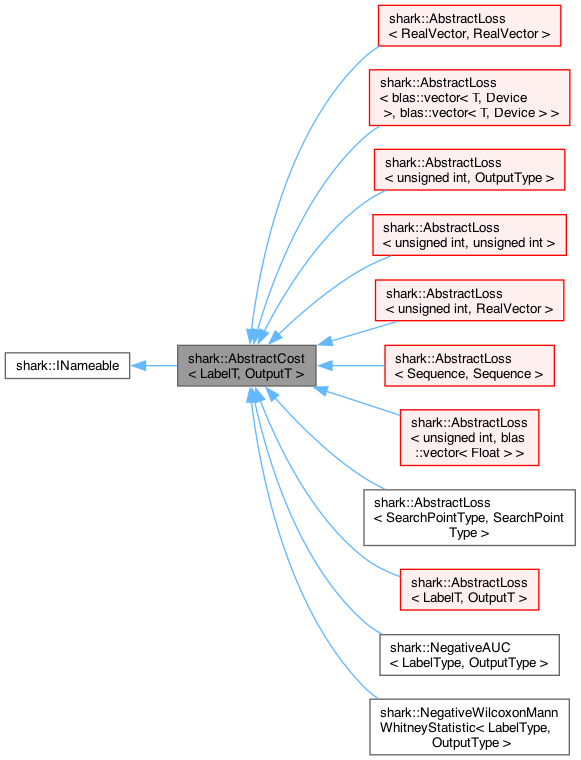 shark::AbstractLoss
< RealVector, RealVector >
shark::AbstractLoss
< blas::vector< T, Device
>, blas::vector< T, Device > >
shark::AbstractLoss
< unsigned int, OutputType >
shark::AbstractLoss
< unsigned int, unsigned int >
shark::AbstractLoss
< unsigned int, RealVector >
shark::INameable
shark::AbstractCost
< LabelT, OutputT >
shark::AbstractLoss
< Sequence, Sequence >
shark::AbstractLoss
< unsigned int, blas
::vector< Float > >
shark::AbstractLoss
< SearchPointType, SearchPoint
Type >
shark::AbstractLoss
< LabelT, OutputT >
shark::NegativeAUC
< LabelType, OutputType >
shark::NegativeWilcoxonMann
WhitneyStatistic< LabelType,
OutputType >